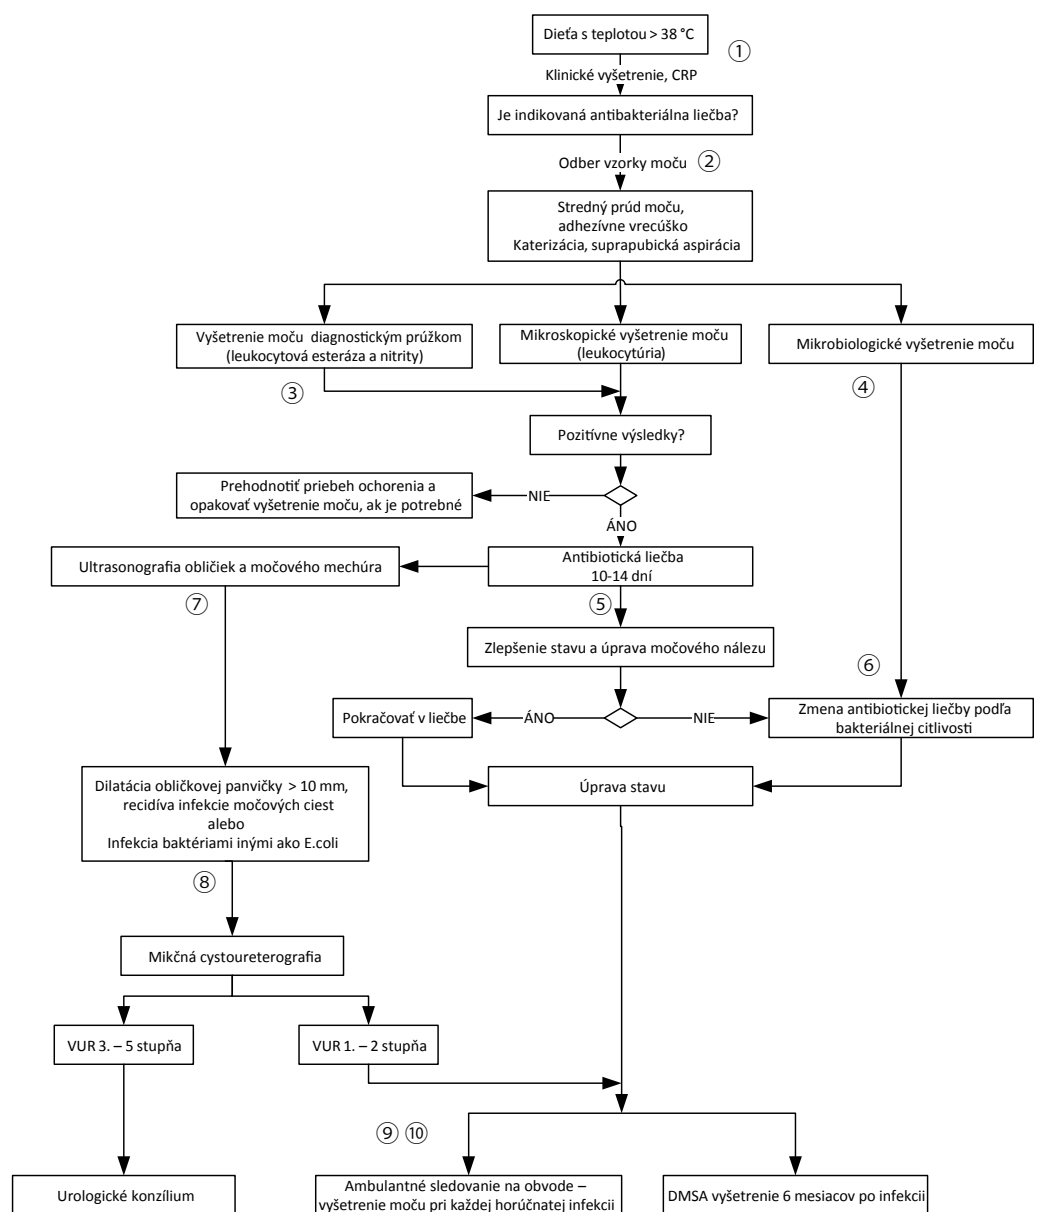 Dieťa s teplotou > 38 °C
①
Klinické vyšetrenie, CRP
Je indikovaná antibakteriálna liečba?
Odber vzorky moču ②
Stredný prúd moču,
adhezívne vrecúško
Katerizácia, suprapubická aspirácia
Vyšetrenie moču diagnostickým prúžkom
(leukocytová esteráza a nitrity)
Mikroskopické vyšetrenie moču
(leukocytúria)
Mikrobiologické vyšetrenie moču
③
④
Pozitívne výsledky?
Prehodnotiť priebeh ochorenia a
opakovať vyšetrenie moču, ak je potrebné
NIE
ÁNO
Ultrasonografia obličiek a močového mechúra
Antibiotická liečba
10-14 dní
⑦
⑤
Zlepšenie stavu a úprava močového nálezu
⑥
Pokračovať v liečbe
ÁNO
NIE
Zmena antibiotickej liečby podľa
bakteriálnej citlivosti
Dilatácia obličkovej panvičky > 10 mm,
recidíva infekcie močových ciest
alebo
Infekcia baktériami inými ako E.coli
Úprava stavu
⑧
Mikčná cystoureterografia
VUR 3. – 5 stupňa
VUR 1. – 2 stupňa
⑨ ⑩
Urologické konzílium
Ambulantné sledovanie na obvode –
vyšetrenie moču pri každej horúčnatej infekcii
DMSA vyšetrenie 6 mesiacov po infekcii